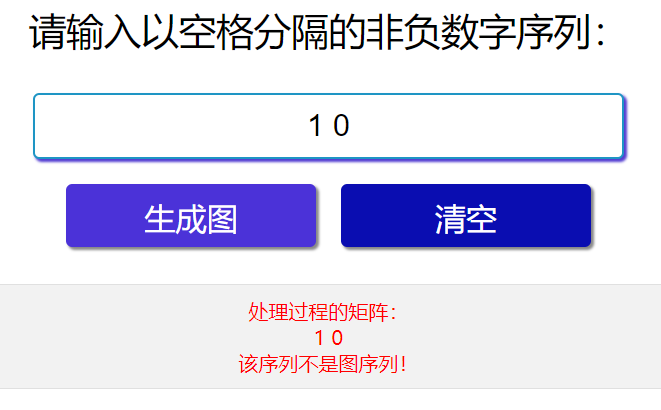 请输入以空格分隔的非负数字序列：
1 0
生成图
清空
处理过程的矩阵：
1 0
该序列不是图序列！